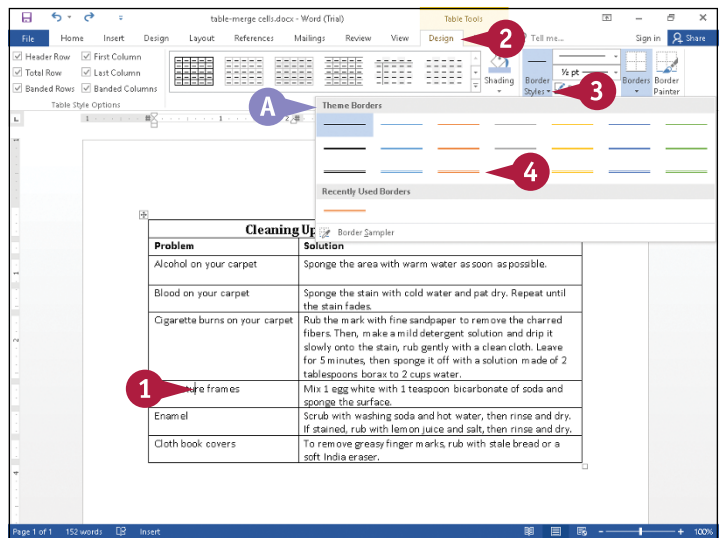 table-merge cells.docx - Word (Trial)
Table Tools
File Home Insert Design Layout References Mailings Review View Design 2 Tell me... Sign in Share
Header Row First Column
Total Row Last Column
Banded Rows Banded Columns
Table Style Options
Shading
Border Styles
½ pt
Borders
Border Painter
3
A
Theme Borders
4
Recently Used Borders
Border Sampler
1 1 2
Cleaning Up
Problem Solution
Alcohol on your carpet Sponge the area with warm water as soon as possible.
Blood on your carpet Sponge the stain with cold water and pat dry. Repeat until
the stain fades.
Cigarette burns on your carpet Rub the mark with fine sandpaper to remove the charred
fibers. Then, make a mild detergent solution and drip it
slowly onto the stain, rub gently with a clean cloth. Leave
for 5 minutes, then sponge it off with a solution made of 2
tablespoons borax to 2 cups water.
1 frames Mix 1 egg white with 1 teaspoon bicarbonate of soda and
sponge the surface.
Enamel Scrub with washing soda and hot water, then rinse and dry.
If stained, rub with lemon juice and salt, then rinse and dry.
Cloth book covers To remove greasy finger marks, rub with stale bread or a
soft India eraser.
Page 1 of 1 152 words Insert 100%